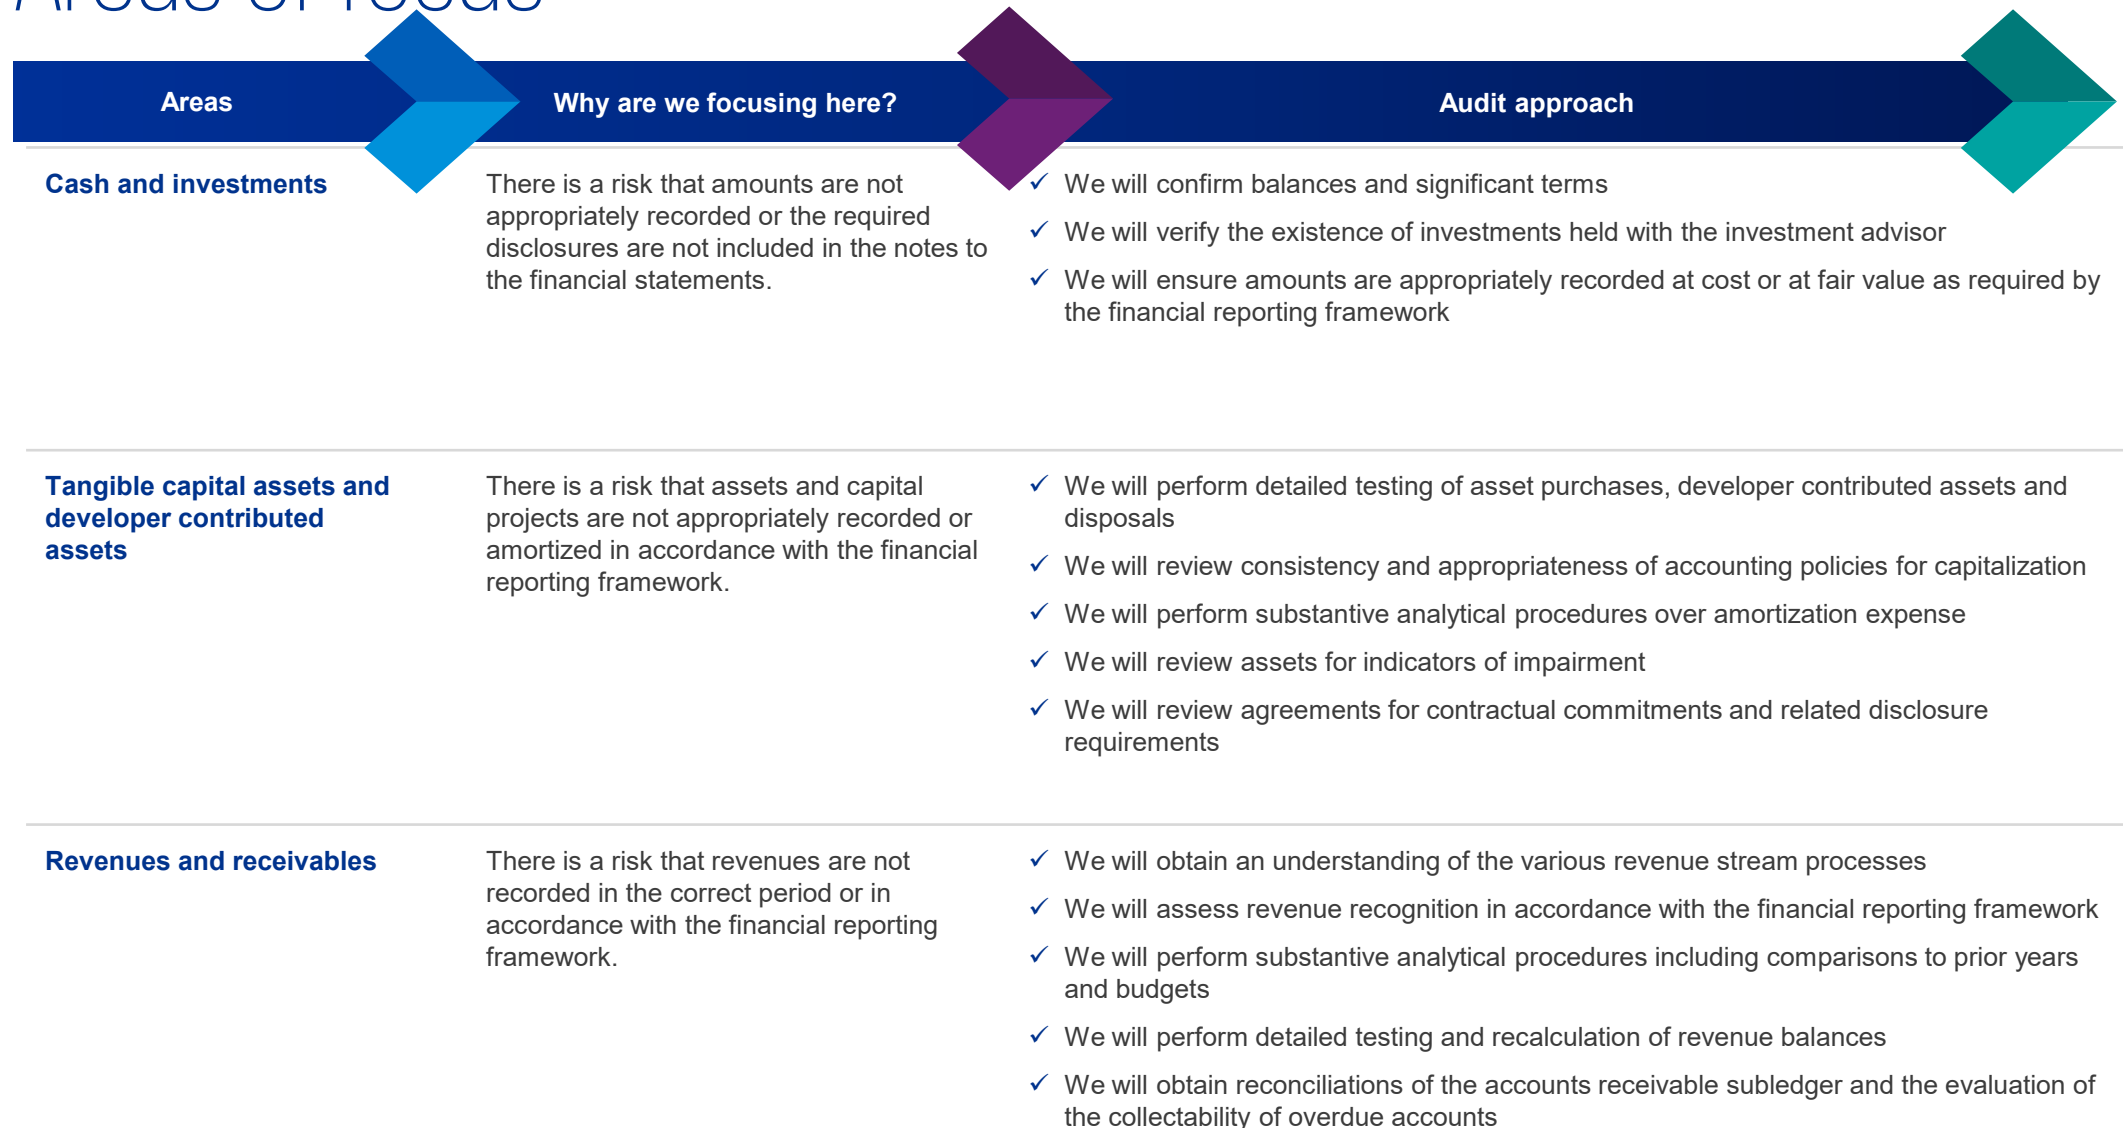 Areas of focus
Areas
Why are we focusing here?
Audit approach
Cash and investments
There is a risk that amounts are not
appropriately recorded or the required
disclosures are not included in the notes to
the financial statements.
✓ We will confirm balances and significant terms
✓ We will verify the existence of investments held with the investment advisor
✓ We will ensure amounts are appropriately recorded at cost or at fair value as required by
the financial reporting framework
Tangible capital assets and
developer contributed
assets
There is a risk that assets and capital
projects are not appropriately recorded or
amortized in accordance with the financial
reporting framework.
✓ We will perform detailed testing of asset purchases, developer contributed assets and
disposals
✓ We will review consistency and appropriateness of accounting policies for capitalization
✓ We will perform substantive analytical procedures over amortization expense
✓ We will review assets for indicators of impairment
✓ We will review agreements for contractual commitments and related disclosure
requirements
Revenues and receivables
There is a risk that revenues are not
recorded in the correct period or in
accordance with the financial reporting
framework.
✓ We will obtain an understanding of the various revenue stream processes
✓ We will assess revenue recognition in accordance with the financial reporting framework
✓ We will perform substantive analytical procedures including comparisons to prior years
and budgets
✓ We will perform detailed testing and recalculation of revenue balances
✓ We will obtain reconciliations of the accounts receivable subledger and the evaluation of
the collectability of overdue accounts